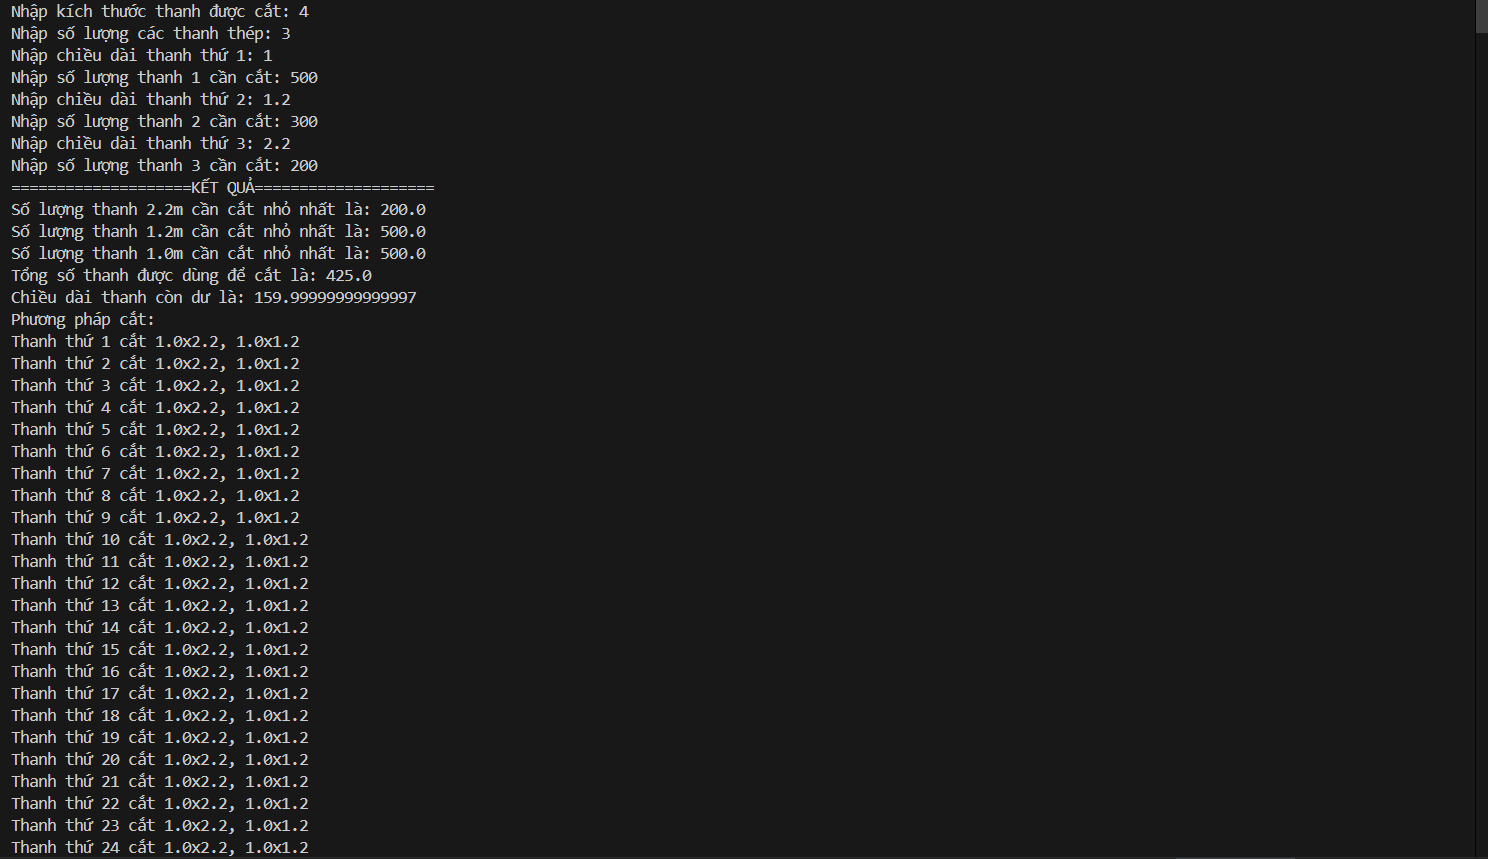 Nhập kích thước thanh được cắt: 4
Nhập số lượng các thanh thép: 3
Nhập chiều dài thanh thứ 1: 1
Nhập số lượng thanh 1 cần cắt: 500
Nhập chiều dài thanh thứ 2: 1.2
Nhập số lượng thanh 2 cần cắt: 300
Nhập chiều dài thanh thứ 3: 2.2
Nhập số lượng thanh 3 cần cắt: 200
====================KẾT QUẢ====================
Số lượng thanh 2.2m cần cắt nhỏ nhất là: 200.0
Số lượng thanh 1.2m cần cắt nhỏ nhất là: 500.0
Số lượng thanh 1.0m cần cắt nhỏ nhất là: 500.0
Tổng số thanh được dùng để cắt là: 425.0
Chiều dài thanh còn dư là: 159.99999999999997
Phương pháp cắt:
Thanh thứ 1 cắt 1.0x2.2, 1.0x1.2
Thanh thứ 2 cắt 1.0x2.2, 1.0x1.2
Thanh thứ 3 cắt 1.0x2.2, 1.0x1.2
Thanh thứ 4 cắt 1.0x2.2, 1.0x1.2
Thanh thứ 5 cắt 1.0x2.2, 1.0x1.2
Thanh thứ 6 cắt 1.0x2.2, 1.0x1.2
Thanh thứ 7 cắt 1.0x2.2, 1.0x1.2
Thanh thứ 8 cắt 1.0x2.2, 1.0x1.2
Thanh thứ 9 cắt 1.0x2.2, 1.0x1.2
Thanh thứ 10 cắt 1.0x2.2, 1.0x1.2
Thanh thứ 11 cắt 1.0x2.2, 1.0x1.2
Thanh thứ 12 cắt 1.0x2.2, 1.0x1.2
Thanh thứ 13 cắt 1.0x2.2, 1.0x1.2
Thanh thứ 14 cắt 1.0x2.2, 1.0x1.2
Thanh thứ 15 cắt 1.0x2.2, 1.0x1.2
Thanh thứ 16 cắt 1.0x2.2, 1.0x1.2
Thanh thứ 17 cắt 1.0x2.2, 1.0x1.2
Thanh thứ 18 cắt 1.0x2.2, 1.0x1.2
Thanh thứ 19 cắt 1.0x2.2, 1.0x1.2
Thanh thứ 20 cắt 1.0x2.2, 1.0x1.2
Thanh thứ 21 cắt 1.0x2.2, 1.0x1.2
Thanh thứ 22 cắt 1.0x2.2, 1.0x1.2
Thanh thứ 23 cắt 1.0x2.2, 1.0x1.2
Thanh thứ 24 cắt 1.0x2.2, 1.0x1.2